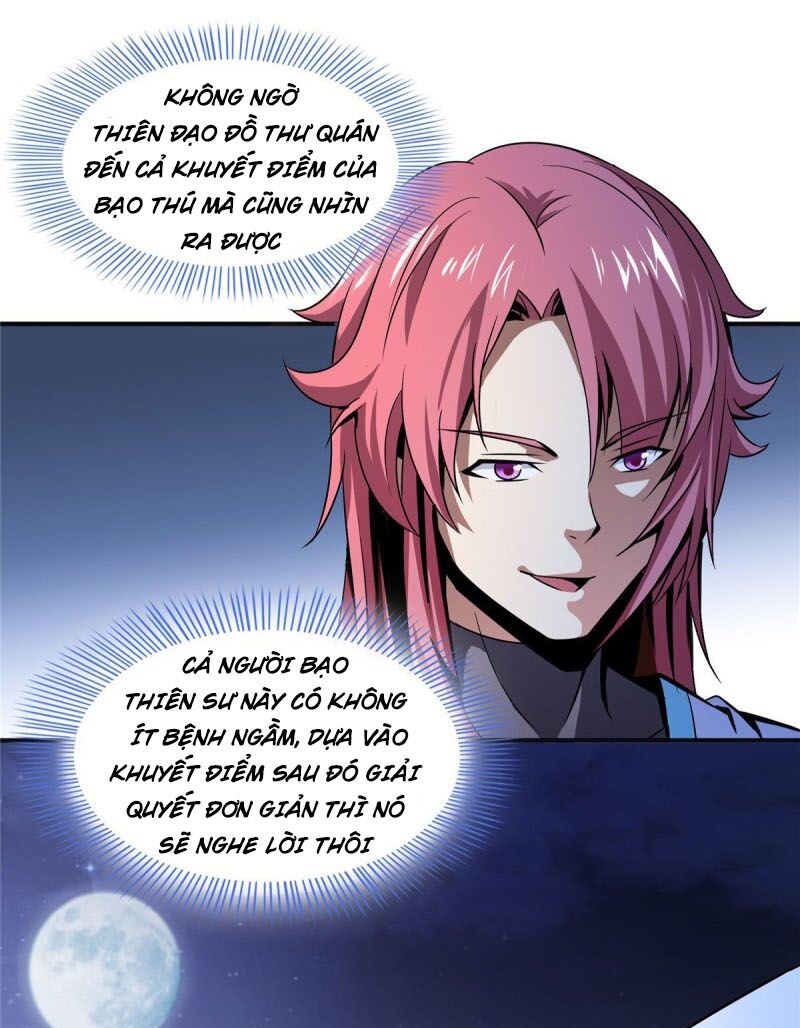 KHÔNG NGỜ
THIÊN ĐẠO ĐỒ THƯ QUÁN
ĐẾN CẢ KHUYẾT ĐIỂM CỦA
BẠO THÚ MÀ CŨNG NHÌN
RA ĐƯỢC
CẢ NGƯỜI BẠO
THIÊN SƯ NÀY CÓ KHÔNG
ÍT BỆNH NGẦM, DỰA VÀO
KHUYẾT ĐIỂM SAU ĐÓ GIẢI
QUYẾT ĐƠN GIẢN THÌ NÓ
SẼ NGHE LỜI THÔI